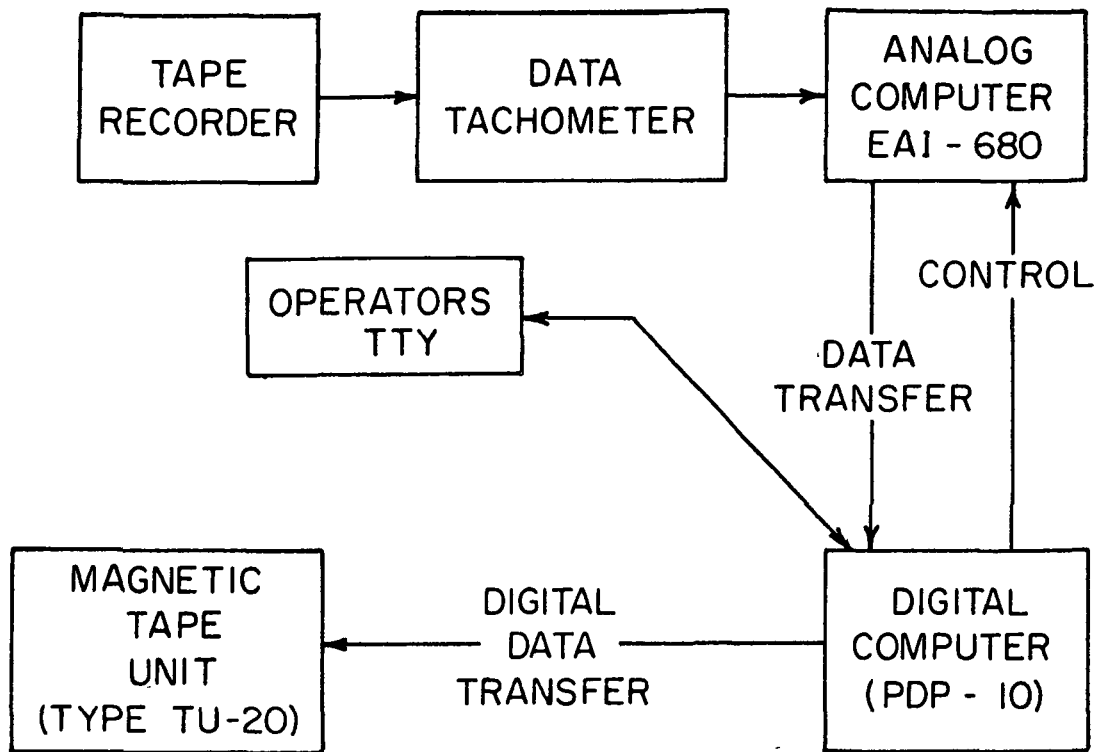 TAPE
RECORDER
DATA
TACHOMETER
ANALOG
COMPUTER
EAI - 680
OPERATORS
TTY
CONTROL
DATA
TRANSFER
MAGNETIC
TAPE
UNIT
(TYPE TU-20)
DIGITAL
DATA
TRANSFER
DIGITAL
COMPUTER
(PDP - 10)